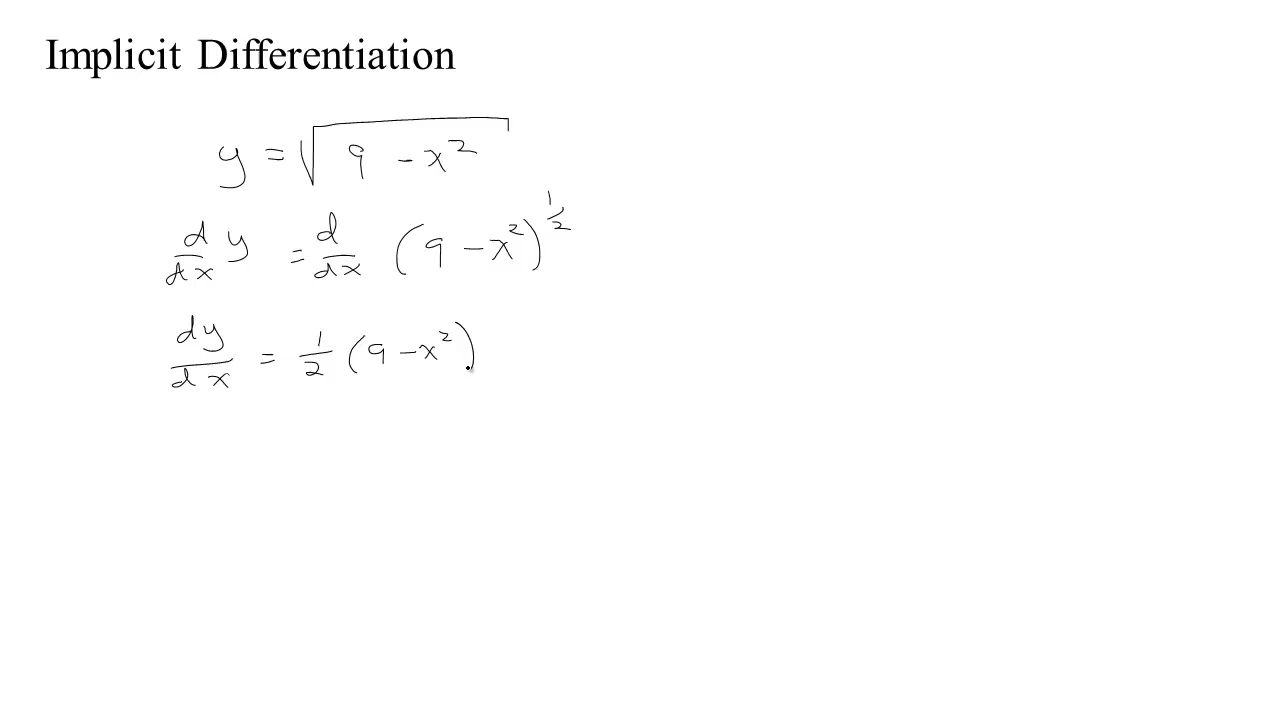 Implicit Differentiation
y = √(9 - x²)
d/dx y = d/dx (9 - x²)^1/2
dy/dx = 1/2 (9 - x²)